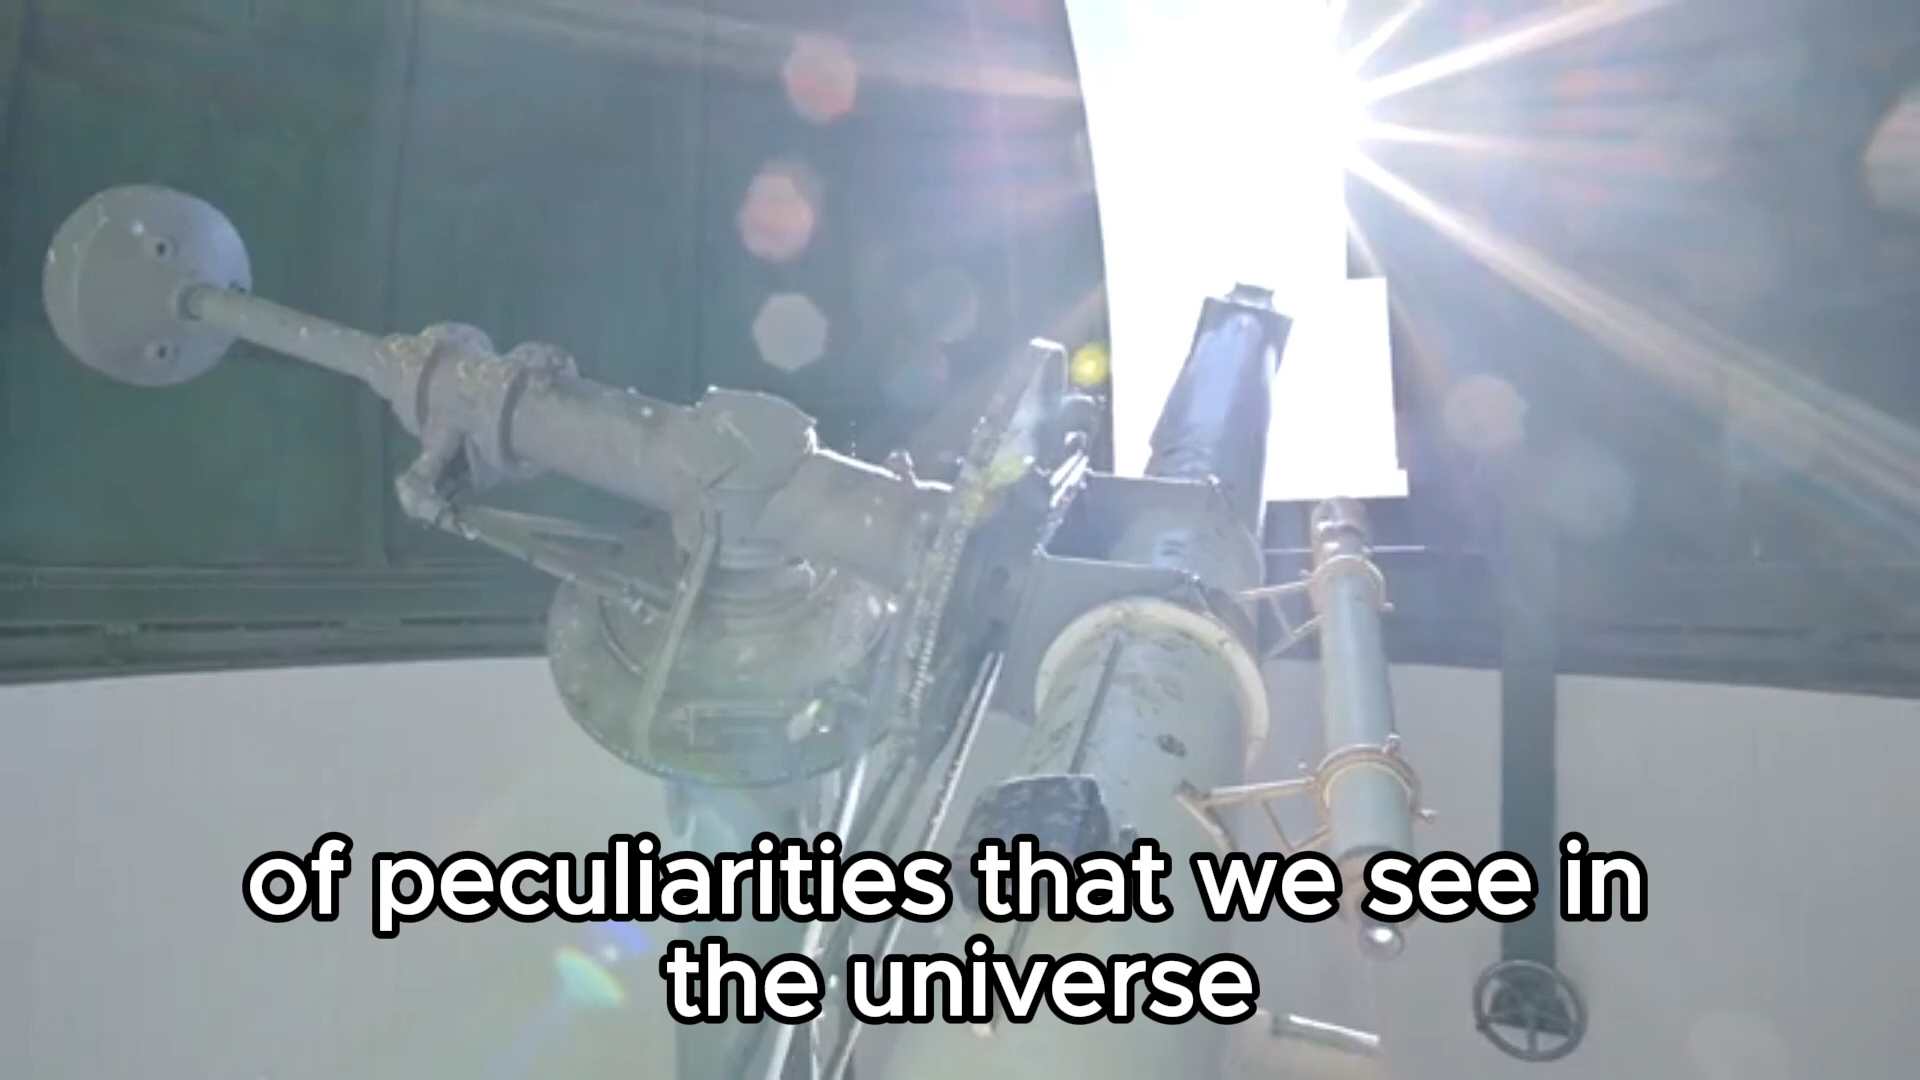 of peculiarities that we see in
the universe